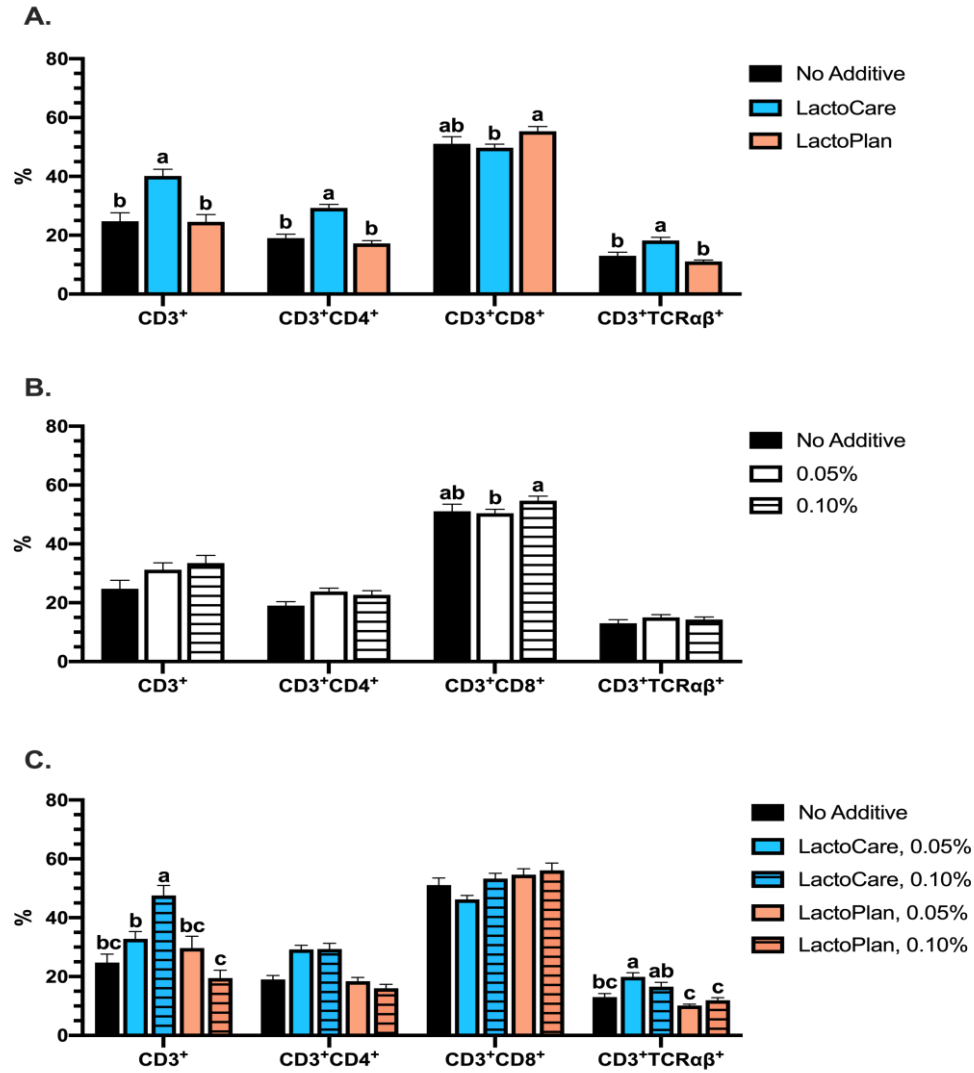 A.
80
60
40
20
0
%
b a b
b a b
ab b a
b a b
CD3⁺ CD3⁺CD4⁺ CD3⁺CD8⁺ CD3⁺TCRαβ⁺
No Additive
LactoCare
LactoPlan
B.
80
60
40
20
0
%
ab b a
CD3⁺ CD3⁺CD4⁺ CD3⁺CD8⁺ CD3⁺TCRαβ⁺
No Additive
0.05%
0.10%
C.
80
60
40
20
0
%
bc b a bc c
bc a ab c c
CD3⁺ CD3⁺CD4⁺ CD3⁺CD8⁺ CD3⁺TCRαβ⁺
No Additive
LactoCare, 0.05%
LactoCare, 0.10%
LactoPlan, 0.05%
LactoPlan, 0.10%